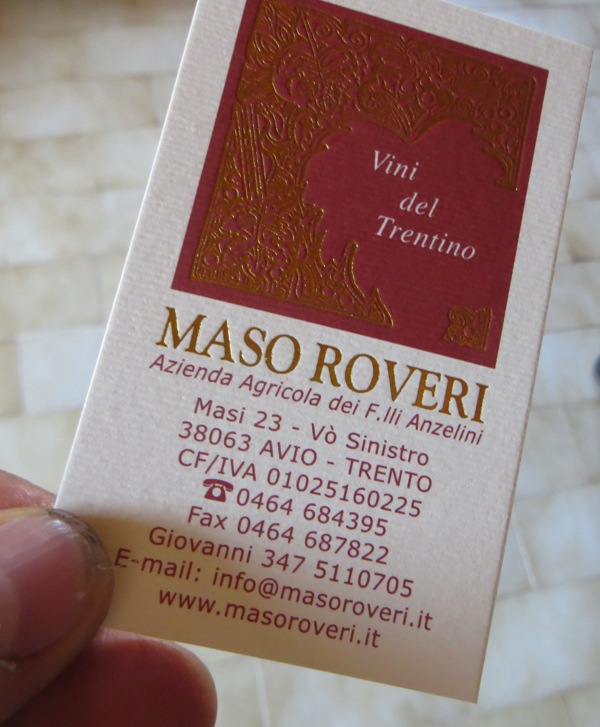 Vini
del
Trentino
MASO ROVERI
Azienda Agricola dei F.lli Anzelini
Masi 23 - Vò Sinistro
38063 AVIO - TRENTO
CF/IVA 01025160225
☎0464 684395
Fax 0464 687822
Giovanni 347 5110705
E-mail: info@masoroveri.it
www.masoroveri.it